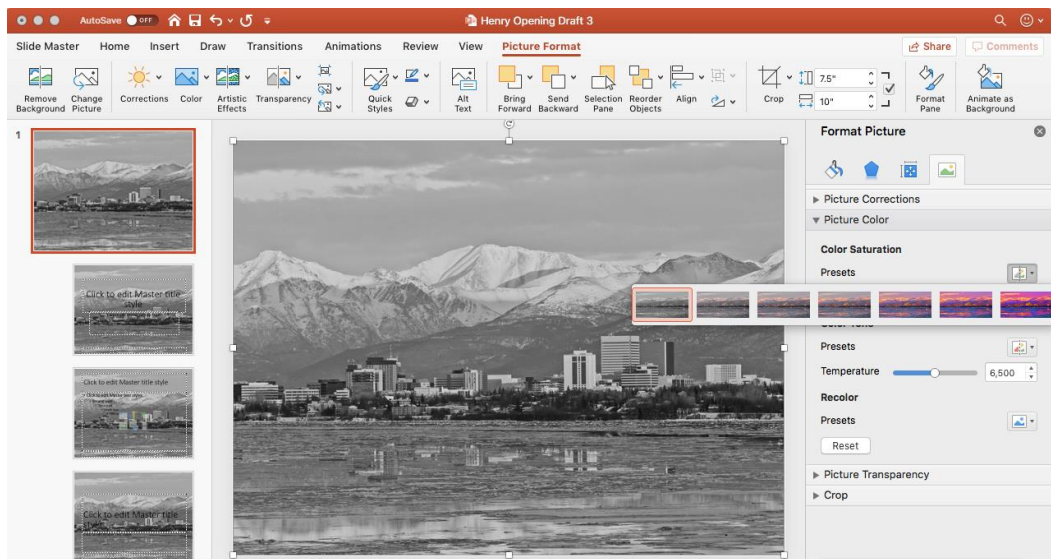 AutoSave OFF Henry Opening Draft 3
Slide Master Home Insert Draw Transitions Animations Review View Picture Format Share Comments
Remove Background
Change Picture
Corrections
Color
Artistic Effects
Transparency
Quick Styles
Alt Text
Bring Forward
Send Backward
Selection Pane
Reorder Objects
Align
Crop
7.5"
10"
Format Pane
Animate as Background
1
Click to edit Master title style
Click to edit Master title style
Click to edit Master title style
Format Picture
Picture Corrections
Picture Color
Color Saturation
Presets
Presets
Temperature 6,500
Recolor
Presets
Reset
Picture Transparency
Crop